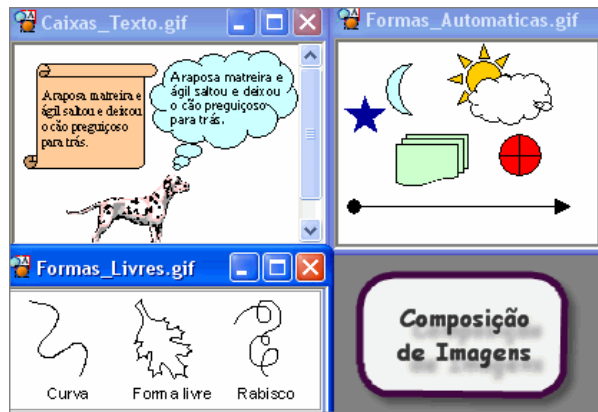 Caixas_Texto.gif
Formas_Automaticas.gif
A raposa matreira e
ágil saltou e deixou
o cão preguiçoso
para trás.
A raposa matreira e
ágil saltou e deixou
o cão preguiçoso
para trás.
Formas_Livres.gif
Curva
Forma livre
Rabisco
Composição
de Imagens